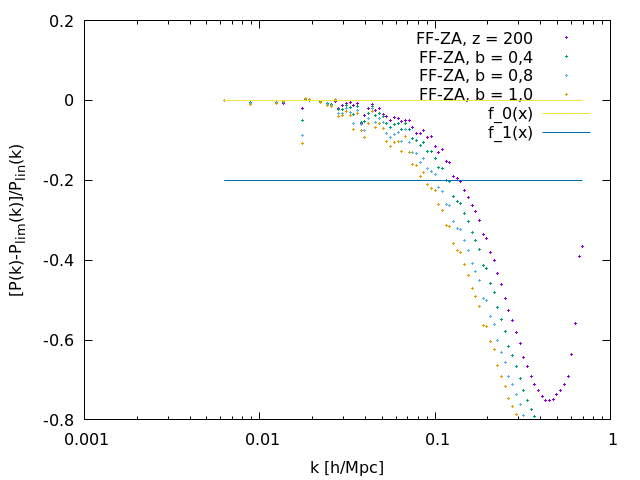 0.2
0
-0.2
-0.4
-0.6
-0.8
0.001
0.01
0.1
1
[P(k)-P_lim(k)]/P_lin(k)
k [h/Mpc]
FF-ZA, z = 200
FF-ZA, b = 0,4
FF-ZA, b = 0,8
FF-ZA, b = 1,0
f_0(x)
f_1(x)